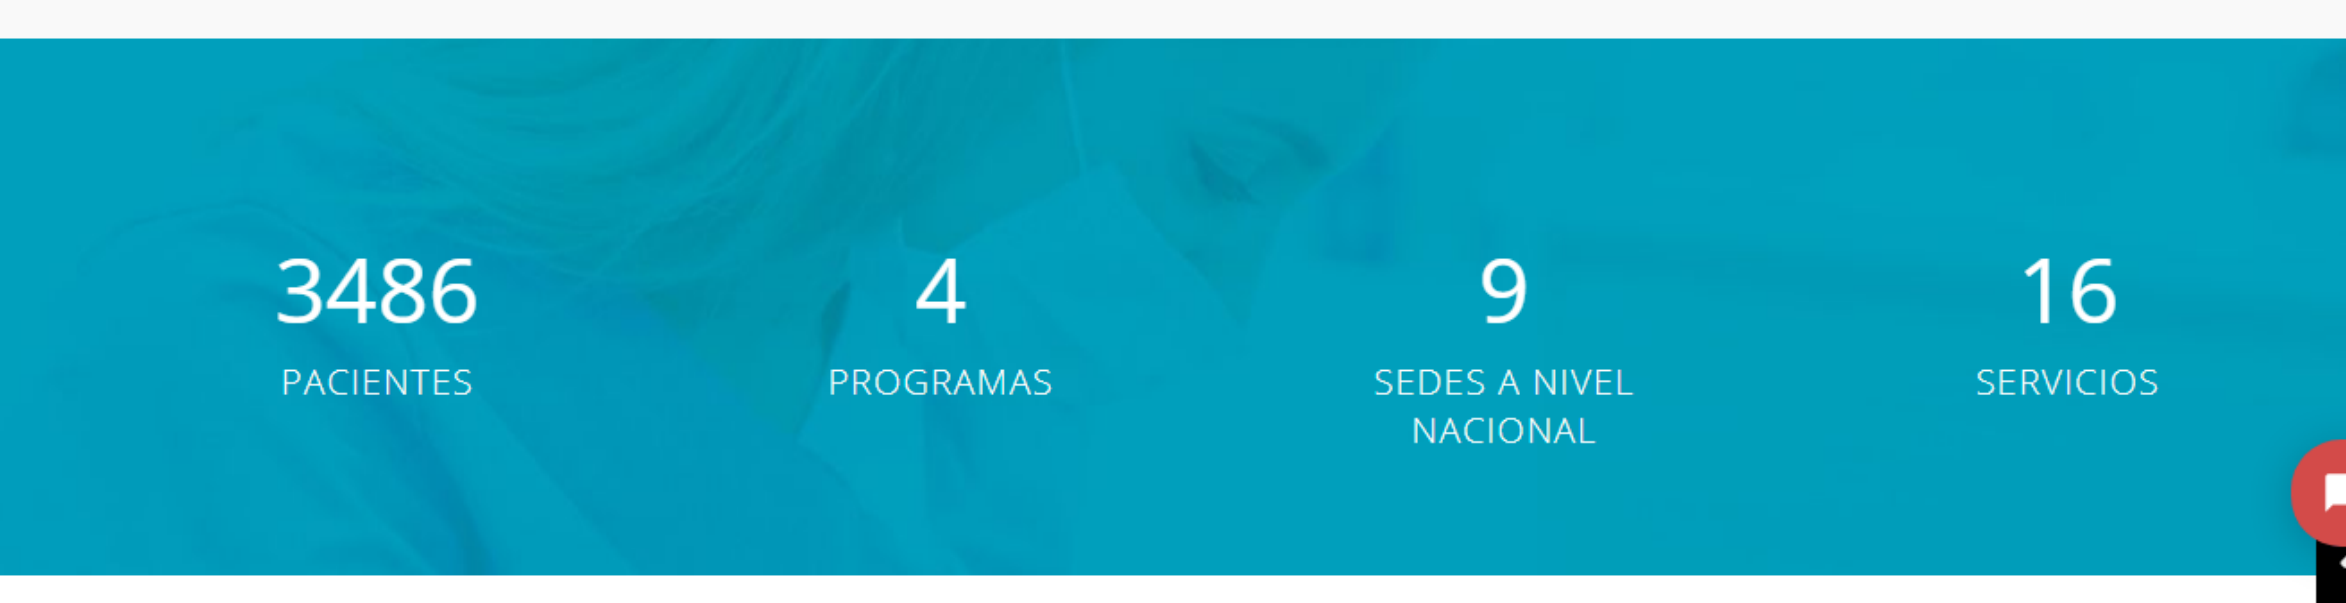 3486
PACIENTES
4
PROGRAMAS
9
SEDES A NIVEL
NACIONAL
16
SERVICIOS